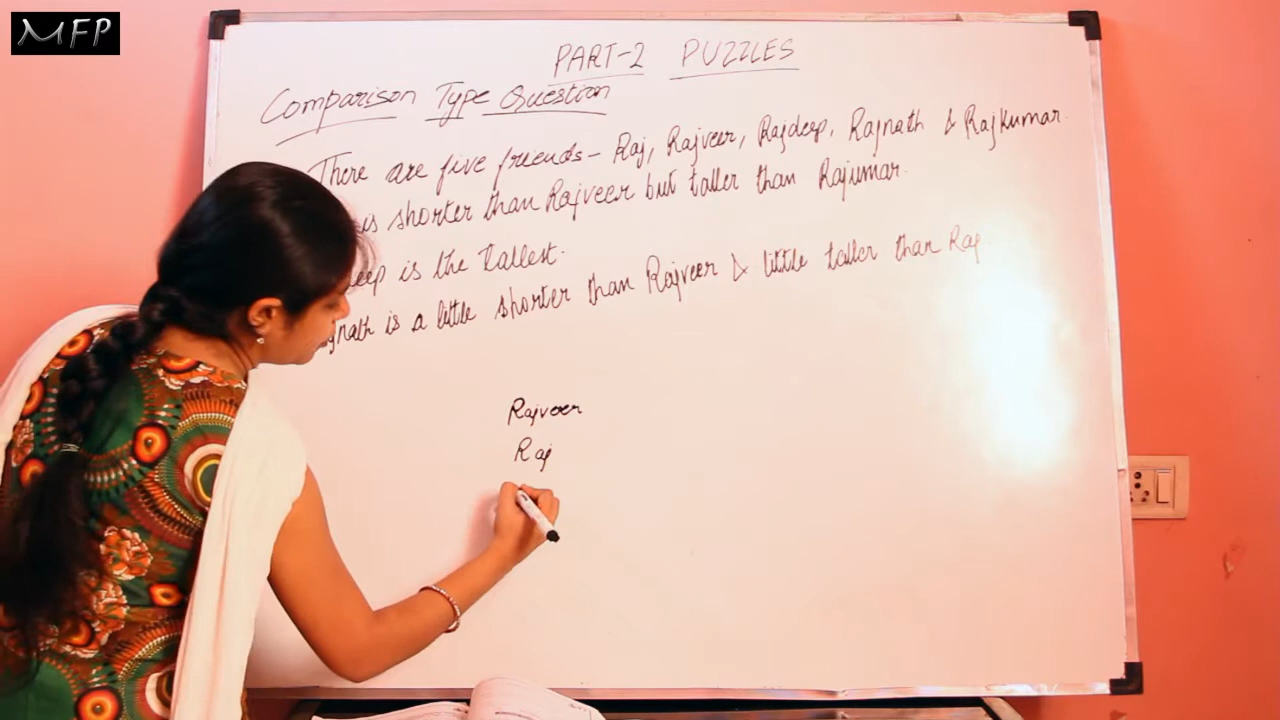 MFP
PART-2 PUZZLES
Comparison Type Question
There are five friends - Raj, Rajveer, Rajdeep, Rajnath & Rajkumar.
is shorter than Rajveer but taller than Rajumar.
eep is the tallest.
jnath is a little shorter than Rajveer & little taller than Raj
Rajveer
Raj